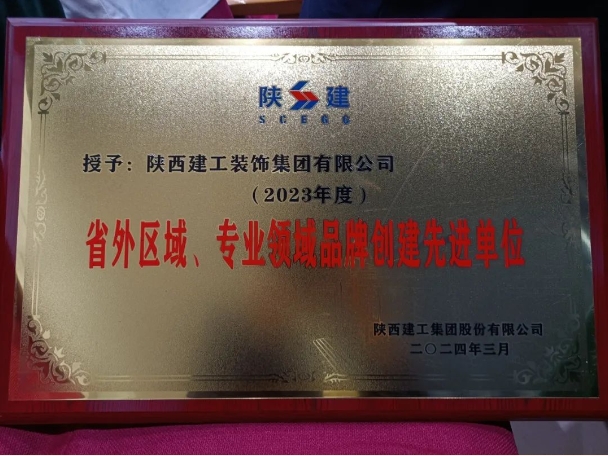 陕建
SCEGC
授予：陕西建工装饰集团有限公司
（2023年度）
省外区域、专业领域品牌创建先进单位
陕西建工集团股份有限公司
二〇二四年三月